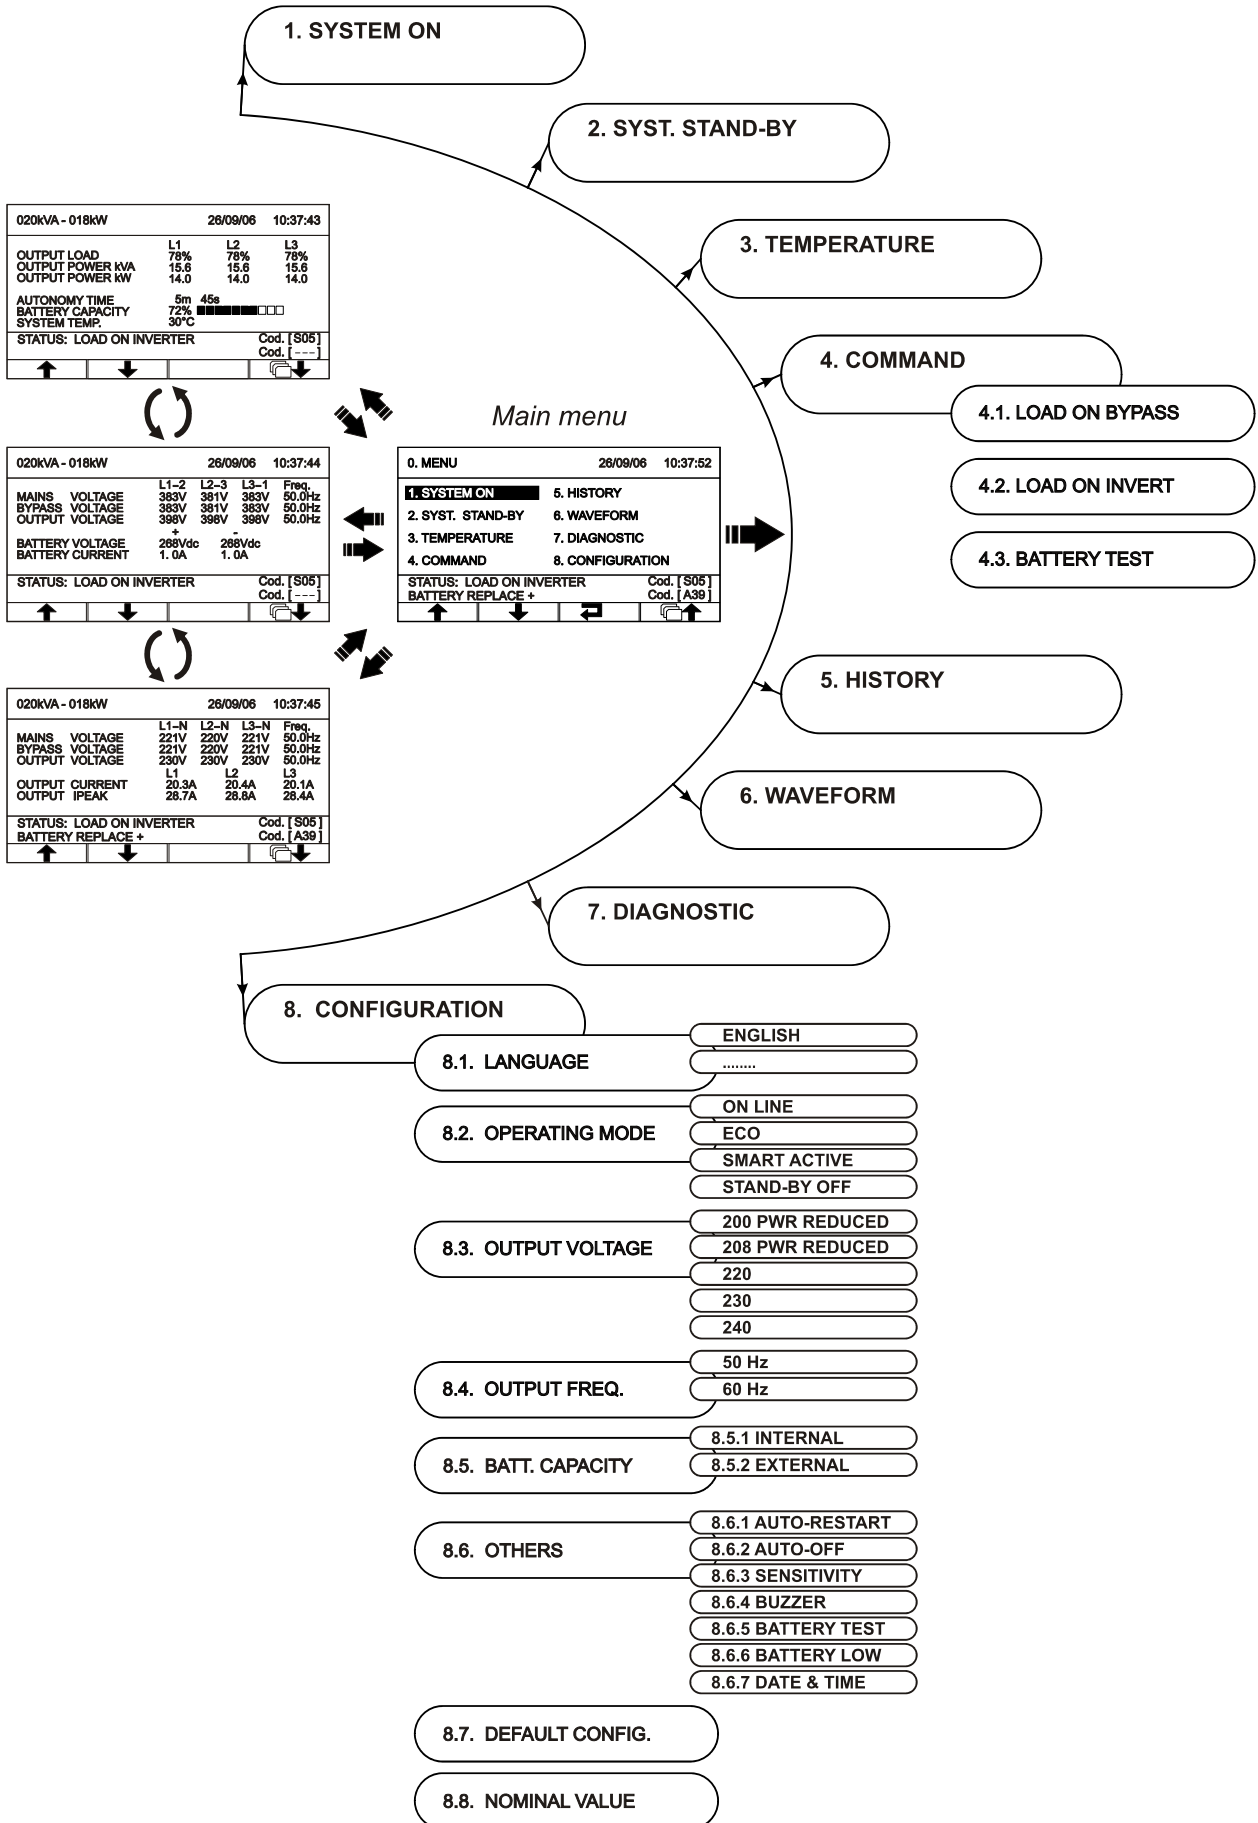 1. SYSTEM ON
2. SYST. STAND-BY
3. TEMPERATURE
4. COMMAND
4.1. LOAD ON BYPASS
4.2. LOAD ON INVERT
4.3. BATTERY TEST
5. HISTORY
6. WAVEFORM
7. DIAGNOSTIC
020kVA - 018kW 26/09/06 10:37:43
L1 L2 L3
OUTPUT LOAD 78% 78% 78%
OUTPUT POWER kVA 15.6 15.6 15.6
OUTPUT POWER kW 14.0 14.0 14.0
AUTONOMY TIME 5m 45s
BATTERY CAPACITY 72%
SYSTEM TEMP. 30°C
STATUS: LOAD ON INVERTER Cod. [S05]
Cod. [---]
020kVA - 018kW 26/09/06 10:37:44
L1-2 L2-3 L3-1 Freq.
MAINS VOLTAGE 383V 381V 383V 50.0Hz
BYPASS VOLTAGE 383V 381V 383V 50.0Hz
OUTPUT VOLTAGE 398V 398V 398V 50.0Hz
+ -
BATTERY VOLTAGE 268Vdc 268Vdc
BATTERY CURRENT 1. 0A 1. 0A
STATUS: LOAD ON INVERTER Cod. [S05]
Cod. [---]
020kVA - 018kW 26/09/06 10:37:45
L1-N L2-N L3-N Freq.
MAINS VOLTAGE 221V 220V 221V 50.0Hz
BYPASS VOLTAGE 221V 220V 221V 50.0Hz
OUTPUT VOLTAGE 230V 230V 230V 50.0Hz
L1 L2 L3
OUTPUT CURRENT 20.3A 20.4A 20.1A
OUTPUT IPEAK 28.7A 28.8A 28.4A
STATUS: LOAD ON INVERTER Cod. [S05]
BATTERY REPLACE + Cod. [A39]
Main menu
0. MENU 26/09/06 10:37:52
1. SYSTEM ON 5. HISTORY
2. SYST. STAND-BY 6. WAVEFORM
3. TEMPERATURE 7. DIAGNOSTIC
4. COMMAND 8. CONFIGURATION
STATUS: LOAD ON INVERTER Cod. [S05]
BATTERY REPLACE + Cod. [A39]
8. CONFIGURATION
8.1. LANGUAGE
ENGLISH
........
8.2. OPERATING MODE
ON LINE
ECO
SMART ACTIVE
STAND-BY OFF
8.3. OUTPUT VOLTAGE
200 PWR REDUCED
208 PWR REDUCED
220
230
240
8.4. OUTPUT FREQ.
50 Hz
60 Hz
8.5. BATT. CAPACITY
8.5.1 INTERNAL
8.5.2 EXTERNAL
8.6. OTHERS
8.6.1 AUTO-RESTART
8.6.2 AUTO-OFF
8.6.3 SENSITIVITY
8.6.4 BUZZER
8.6.5 BATTERY TEST
8.6.6 BATTERY LOW
8.6.7 DATE & TIME
8.7. DEFAULT CONFIG.
8.8. NOMINAL VALUE